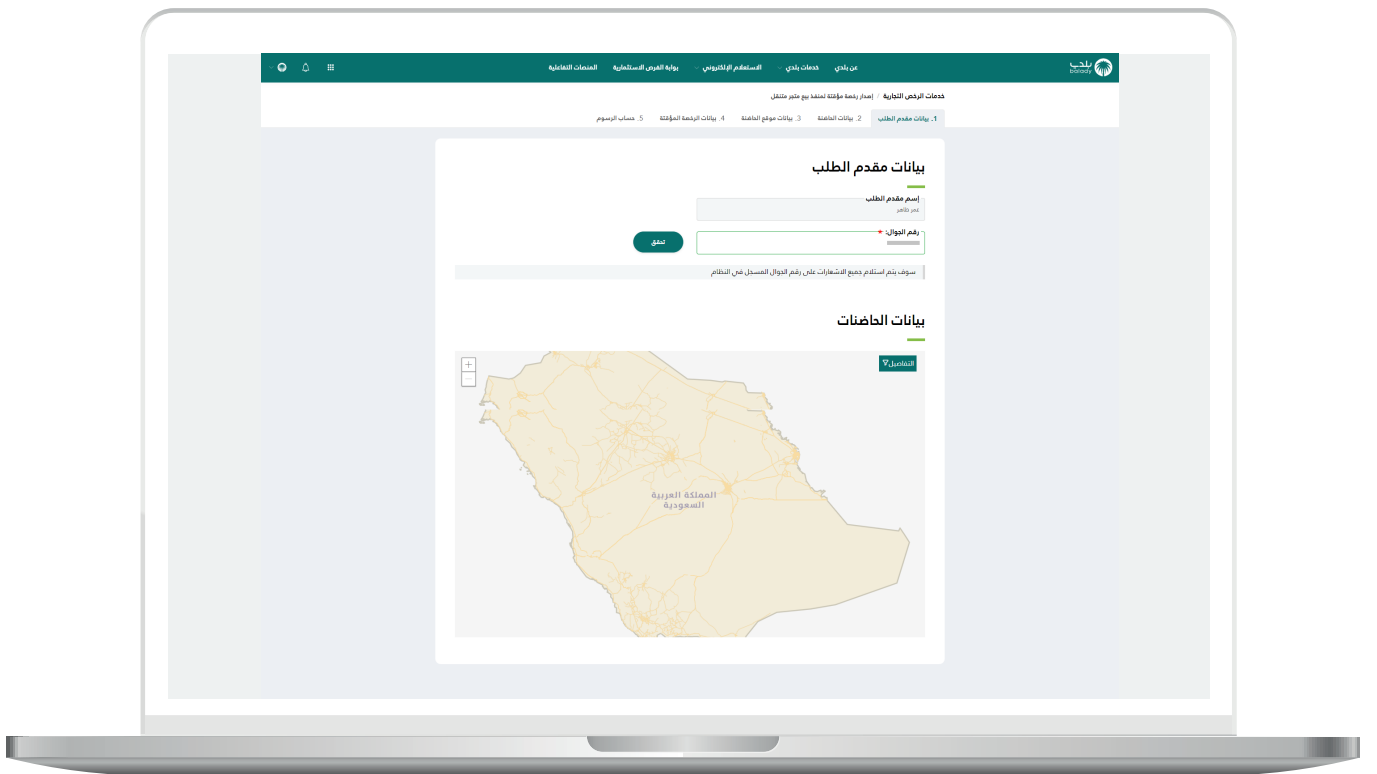 بلدي
balady
عن بلدي
خدمات بلدي
الاستعلام الإلكتروني
بوابة الفرص الاستثمارية
المنصات التفاعلية
خدمات الرخص التجارية / إصدار رخصة مؤقتة لمنفذ بيع متجر متنقل
1. بيانات مقدم الطلب
2. بيانات الحاضنة
3. بيانات موقع الحاضنة
4. بيانات الرخصة المؤقتة
5. حساب الرسوم
بيانات مقدم الطلب
إسم مقدم الطلب
عمر طاهر
رقم الجوال: *
تحقق
سوف يتم استلام جميع الاشعارات على رقم الجوال المسجل في النظام
بيانات الحاضنات
التفاصيل
+
−
المملكة العربية
السعودية